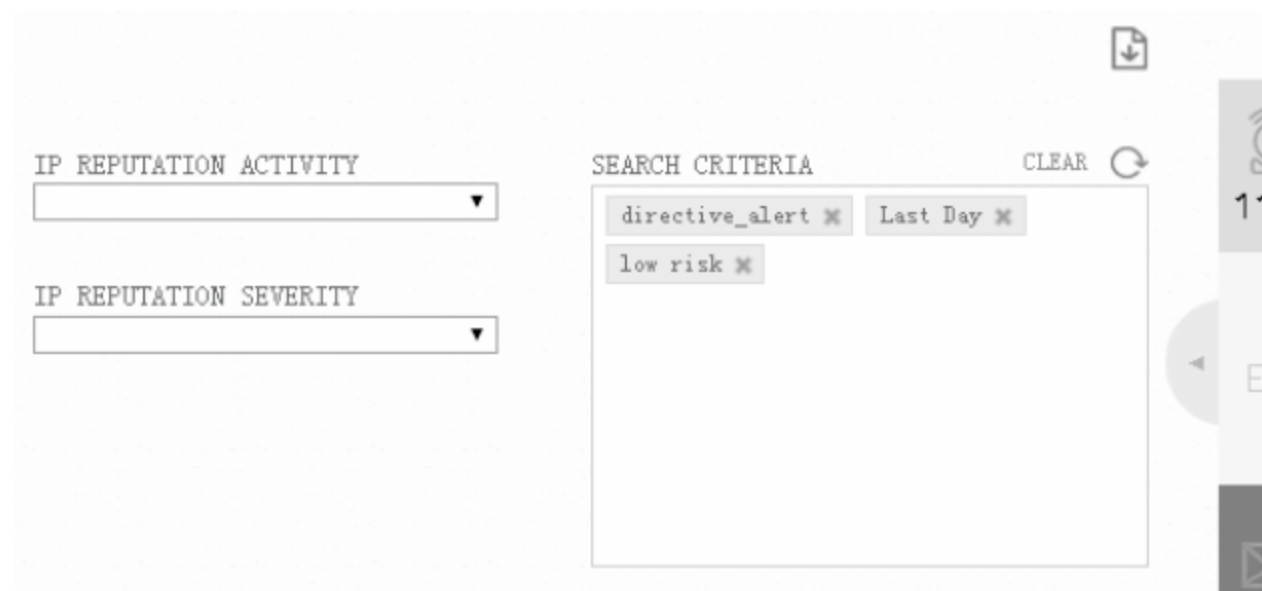 IP REPUTATION ACTIVITY
SEARCH CRITERIA CLEAR
directive_alert Last Day
low risk
IP REPUTATION SEVERITY